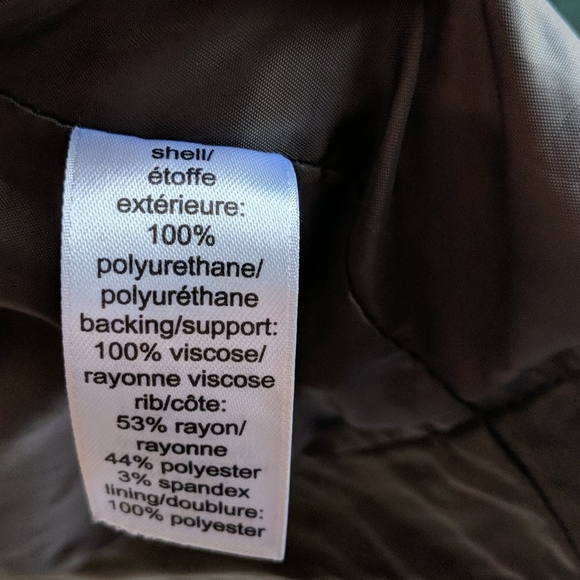 shell/
étoffe
extérieure:
100%
polyurethane/
polyuréthane
backing/support:
100% viscose/
rayonne viscose
rib/côte:
53% rayon/
rayonne
44% polyester
3% spandex
lining/doublure:
100% polyester